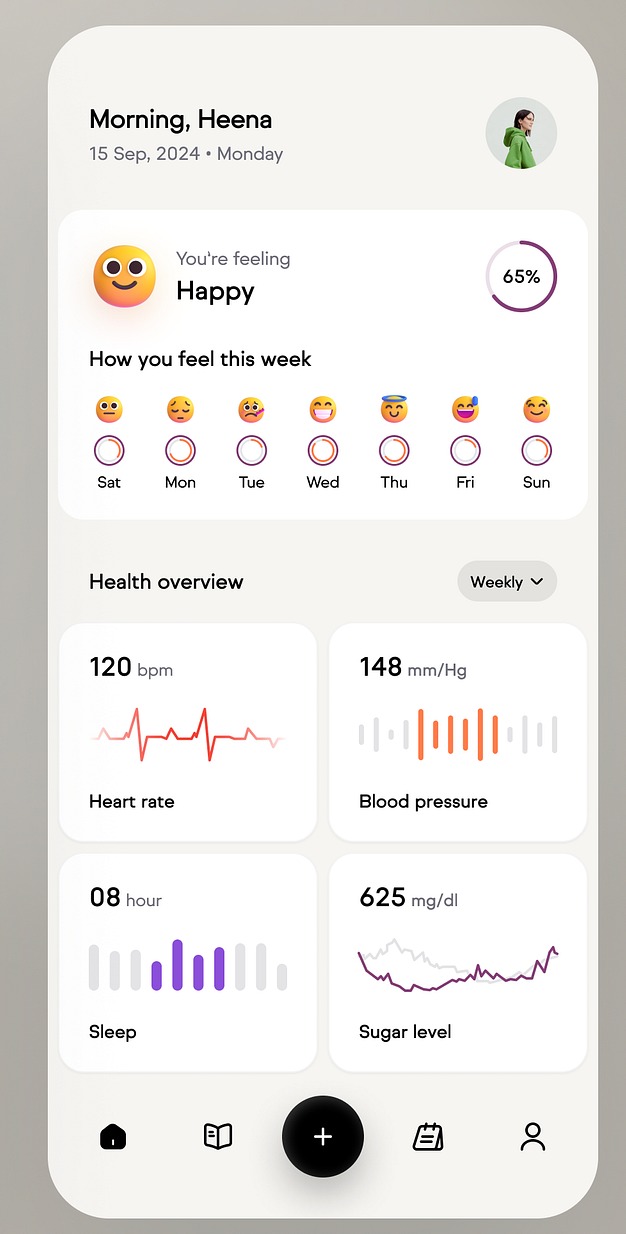 Morning, Heena
15 Sep, 2024 • Monday
You're feeling
Happy
65%
How you feel this week
Sat Mon Tue Wed Thu Fri Sun
Health overview
Weekly
120 bpm
Heart rate
148 mm/Hg
Blood pressure
08 hour
Sleep
625 mg/dl
Sugar level